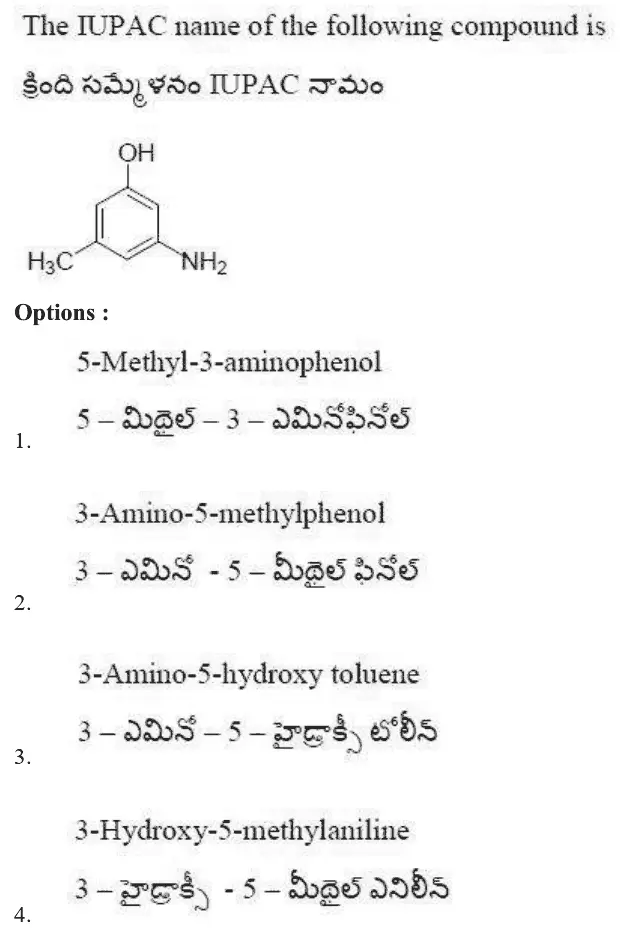 The IUPAC name of the following compound is
క్రింది సమ్మేళనం IUPAC నామం
OH
H3C
NH2
Options :
5-Methyl-3-aminophenol
5 – మిథైల్ – 3 – ఎమినోఫినోల్
1.
3-Amino-5-methylphenol
3 – ఎమినో - 5 – మీథైల్ ఫినోల్
2.
3-Amino-5-hydroxy toluene
3 – ఎమినో – 5 – హైడ్రాక్సీ టోలీన్
3.
3-Hydroxy-5-methylaniline
3 – హైడ్రాక్సీ - 5 – మీథైల్ ఎనిలీన్
4.